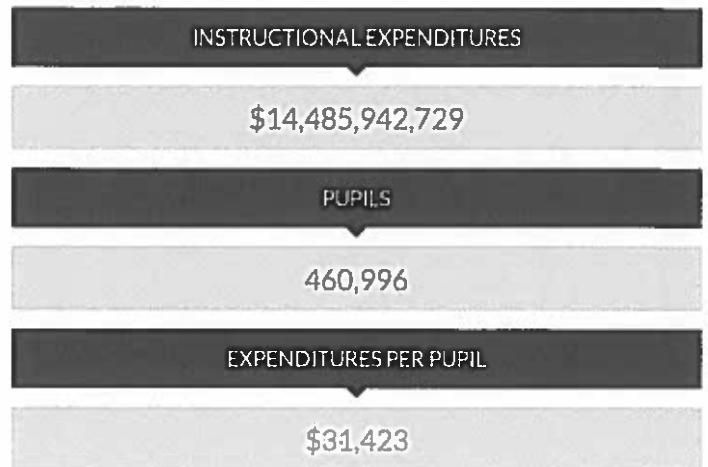 INSTRUCTIONAL EXPENDITURES
$14,485,942,729
PUPILS
460,996
EXPENDITURES PER PUPIL
$31,423